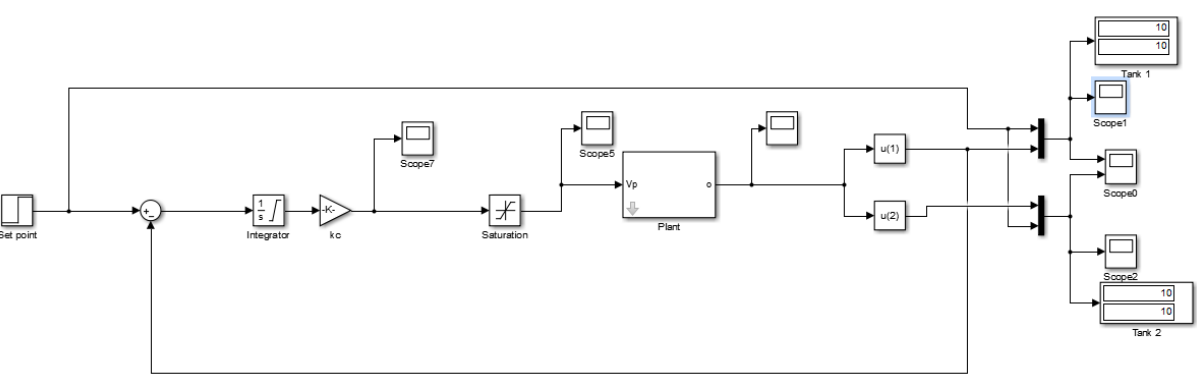 10
10
Tank 1
Scope1
Scope7
Scope5
u(1)
Scope0
Vp
o
+
-
1
s
-K-
Set point
Integrator
kc
Saturation
Plant
u(2)
Scope2
10
10
Tank 2